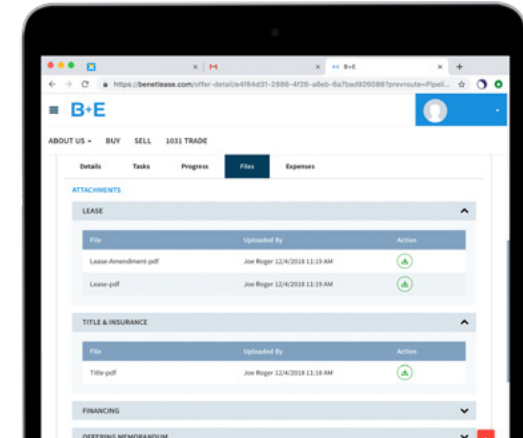 B+E
https://benetlease.com/offer-detail/e4f84d31-2886-4f26-a8eb-6a7bad926086?prevroute=Pipeli...
B+E
ABOUT US BUY SELL 1031 TRADE
Details Tasks Progress Files Expenses
ATTACHMENTS
LEASE
File Uploaded By Action
Lease-Amendment-pdf Joe Roger 12/4/2018 11:19 AM
Lease-pdf Joe Roger 12/4/2018 11:19 AM
TITLE & INSURANCE
File Uploaded By Action
Title-pdf Joe Roger 12/4/2018 11:18 AM
FINANCING
OFFERING MEMORANDUM